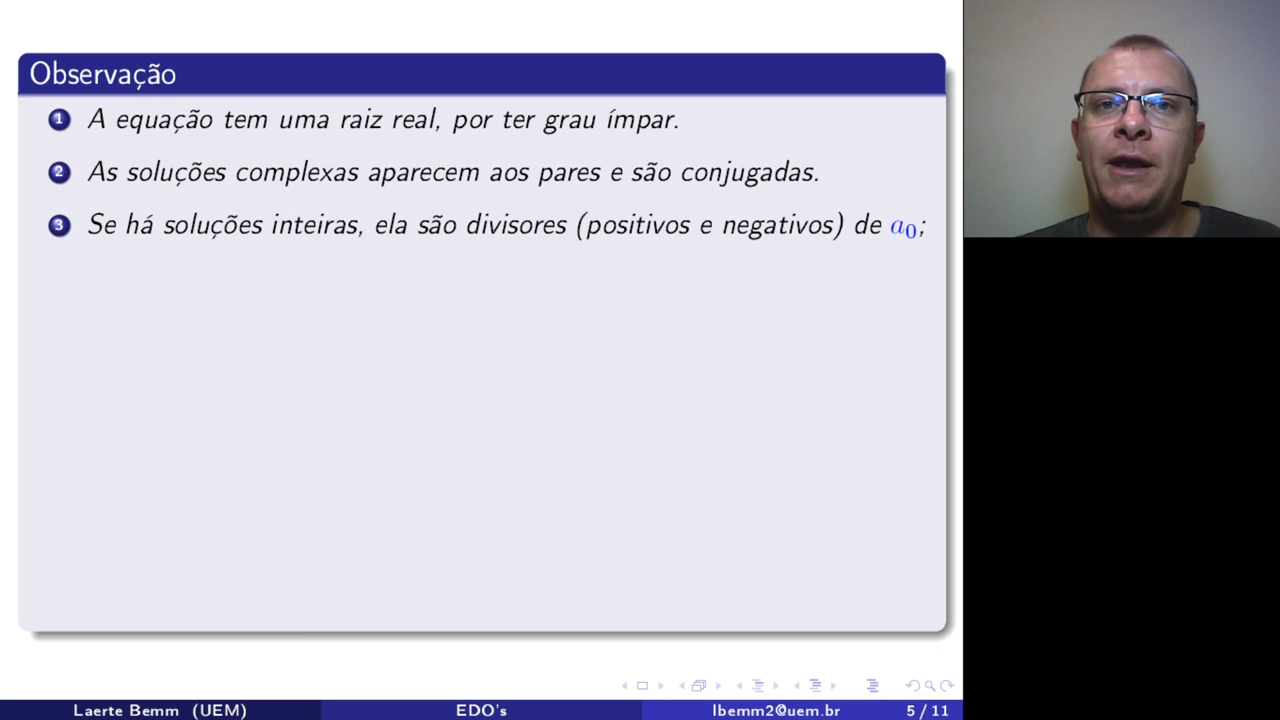 Observação
1 A equação tem uma raiz real, por ter grau ímpar.
2 As soluções complexas aparecem aos pares e são conjugadas.
3 Se há soluções inteiras, ela são divisores (positivos e negativos) de a₀;
Laerte Bemm (UEM) EDO's lbemm2@uem.br 5 / 11